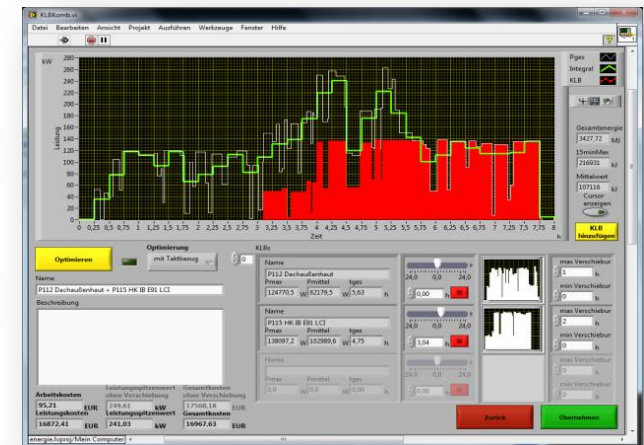 KLBKomb.vi
Datei Bearbeiten Ansicht Projekt Ausführen Werkzeuge Fenster Hilfe
kW
280
260
240
220
200
180
160
140
120
100
80
60
40
20
0
Leistung
0 0,25 0,5 0,75 1 1,25 1,5 1,75 2 2,25 2,5 2,75 3 3,25 3,5 3,75 4 4,25 4,5 4,75 5 5,25 5,5 5,75 6 6,25 6,5 6,75 7 7,25 7,5 7,75 8
Zeit
h
Pges
Integral
KLB
Gesamtenergie
3427,72 MJ
15minMax
216931 kJ
Mittelwert
107116 kJ
Cursor
anzeigen
KLB
hinzufügen
Optimieren
Optimierung
mit Taktbezug
0
KLBs
Name
P112 Dachaußenhaut + P115 HK IB E91 LCI
Beschreibung
Name
P112 Dachaußenhaut
Pmax Pmittel tges
124770,5 W 82179,5 W 5,63 h
24,0 0,0 24,0
0,00 h
max Verschiebur
1 h
min Verschiebur
0 h
Name
P115 HK IB E91 LCI
Pmax Pmittel tges
138097,2 W 102989,6 W 4,75 h
24,0 0,0 24,0
3,04 h
max Verschiebur
2 h
min Verschiebur
0 h
Name
Pmax Pmittel tges
0,0 W 0,0 W 0,00 h
24,0 0,0 24,0
0,00 h
max Verschiebur
0 h
min Verschiebur
0 h
Arbeitskosten
95,21 EUR
Leistungsspitzenwert
ohne Verschiebung
249,61 kW
Gesamtkosten
ohne Verschiebung
17568,18 EUR
Leistungskosten
16872,41 EUR
Leistungsspitzenwert
241,03 kW
Gesamtkosten
16967,63 EUR
Zurück
Übernehmen
energie.lvproj/Mein Computer